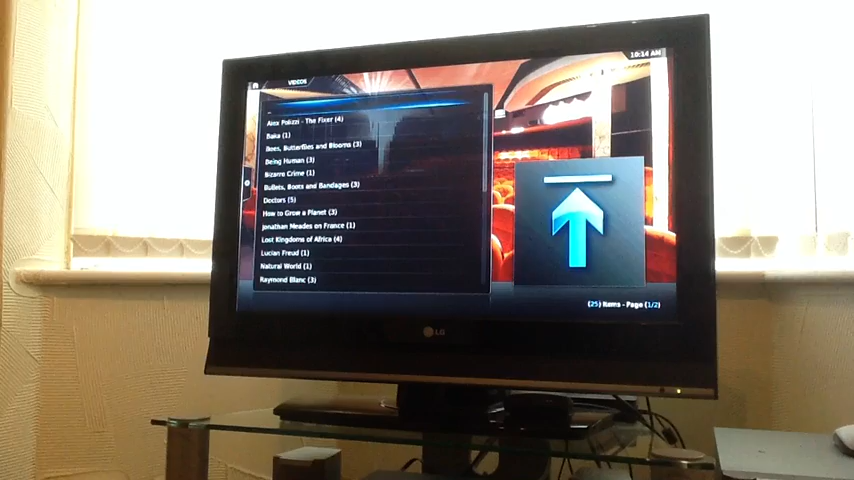 10:14 AM
VIDEOS
..
Alex Polizzi - The Fixer (4)
Baka (1)
Bees, Butterflies and Blooms (3)
Being Human (3)
Bizarre Crime (1)
Bullets, Boots and Bandages (3)
Doctors (5)
How to Grow a Planet (3)
Jonathan Meades on France (1)
Lost Kingdoms of Africa (4)
Lucian Freud (1)
Natural World (1)
Raymond Blanc (3)
(25) Items - Page (1/2)
LG